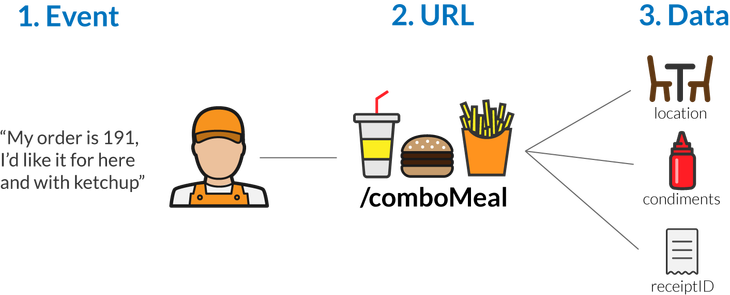 1. Event
2. URL
3. Data
“My order is 191,
I’d like it for here
and with ketchup”
/comboMeal
location
condiments
receiptID